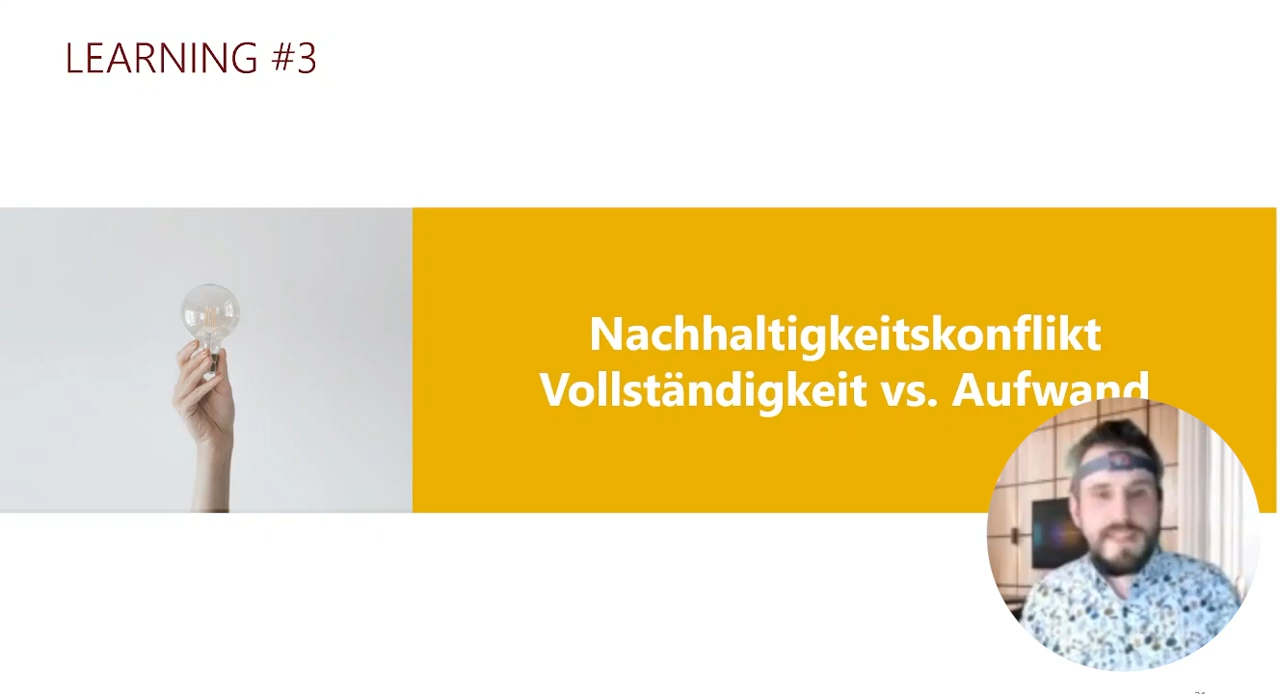 LEARNING #3
Nachhaltigkeitskonflikt
Vollständigkeit vs. Aufwand